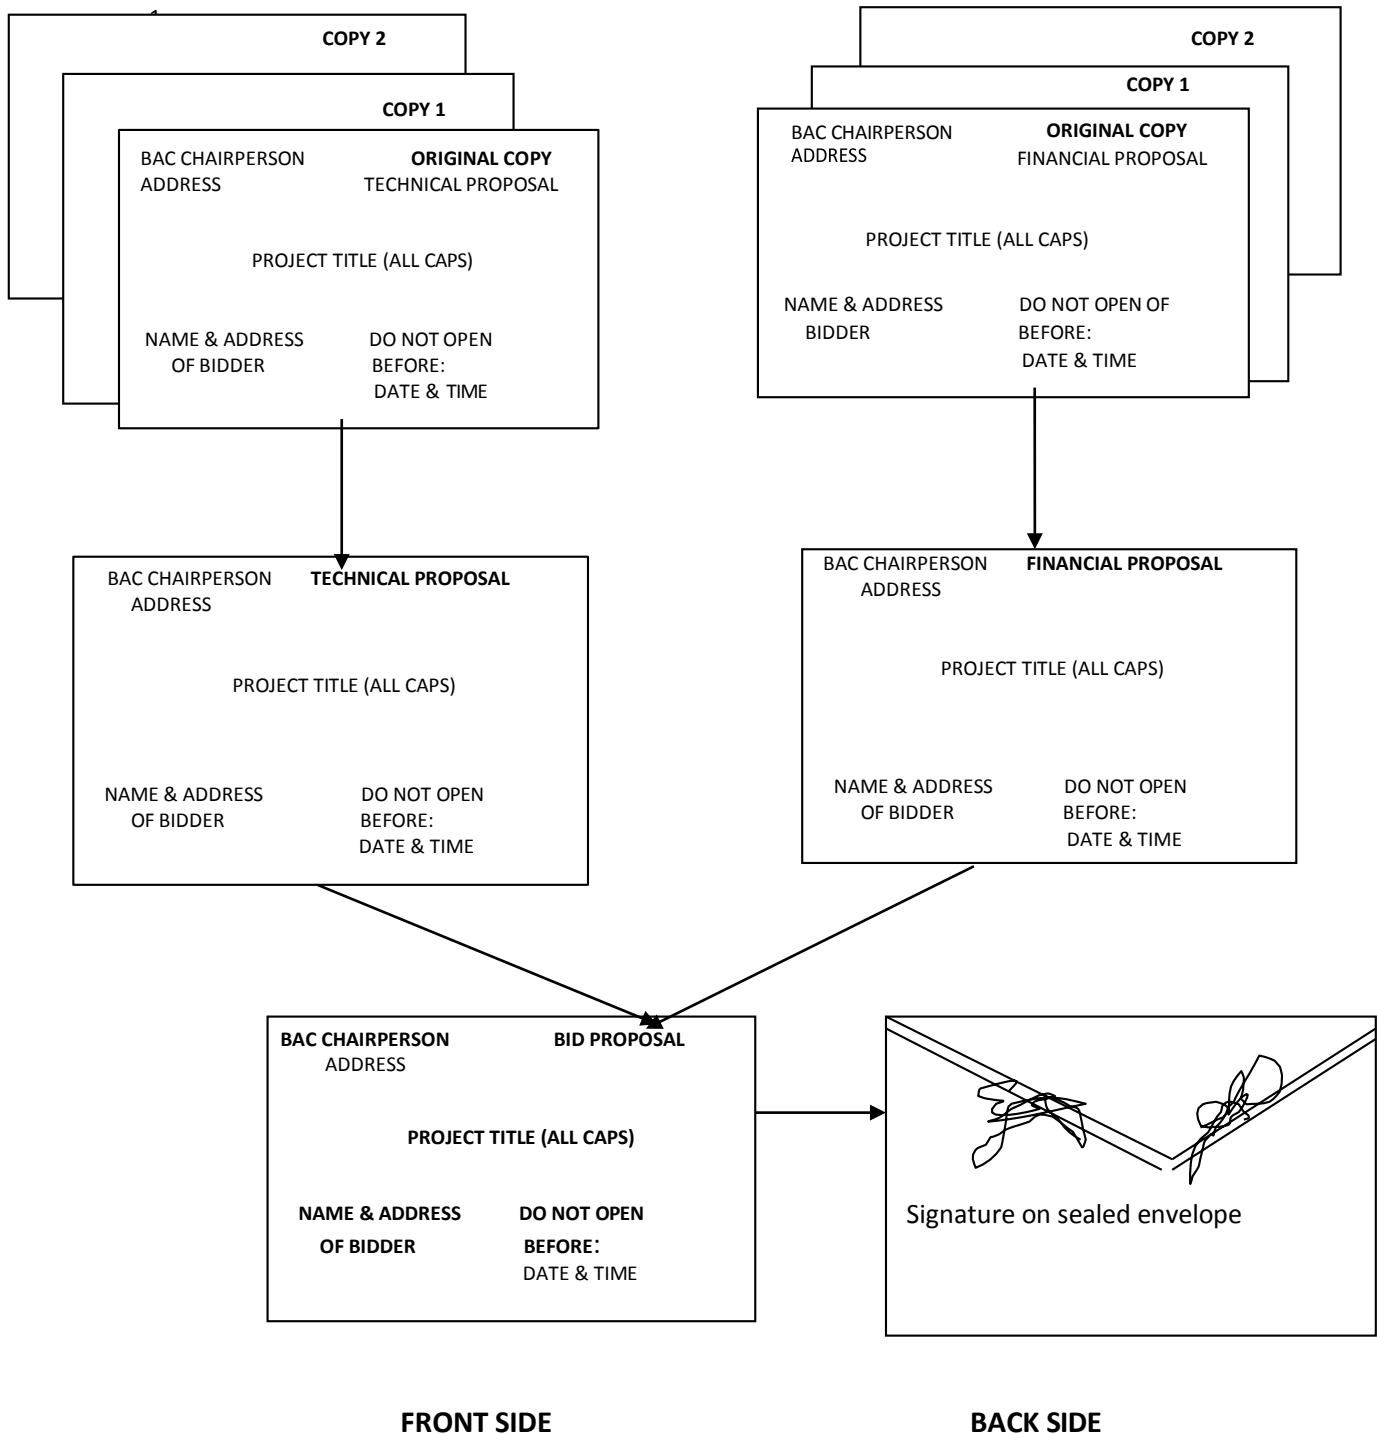 COPY 2
COPY 1
BAC CHAIRPERSON ORIGINAL COPY
ADDRESS TECHNICAL PROPOSAL
PROJECT TITLE (ALL CAPS)
NAME & ADDRESS DO NOT OPEN
OF BIDDER BEFORE:
DATE & TIME
COPY 2
COPY 1
BAC CHAIRPERSON ORIGINAL COPY
ADDRESS FINANCIAL PROPOSAL
PROJECT TITLE (ALL CAPS)
NAME & ADDRESS DO NOT OPEN OF
BIDDER BEFORE:
DATE & TIME
BAC CHAIRPERSON TECHNICAL PROPOSAL
ADDRESS
PROJECT TITLE (ALL CAPS)
NAME & ADDRESS DO NOT OPEN
OF BIDDER BEFORE:
DATE & TIME
BAC CHAIRPERSON FINANCIAL PROPOSAL
ADDRESS
PROJECT TITLE (ALL CAPS)
NAME & ADDRESS DO NOT OPEN
OF BIDDER BEFORE:
DATE & TIME
BAC CHAIRPERSON BID PROPOSAL
ADDRESS
PROJECT TITLE (ALL CAPS)
NAME & ADDRESS DO NOT OPEN
OF BIDDER BEFORE:
DATE & TIME
Signature on sealed envelope
FRONT SIDE BACK SIDE